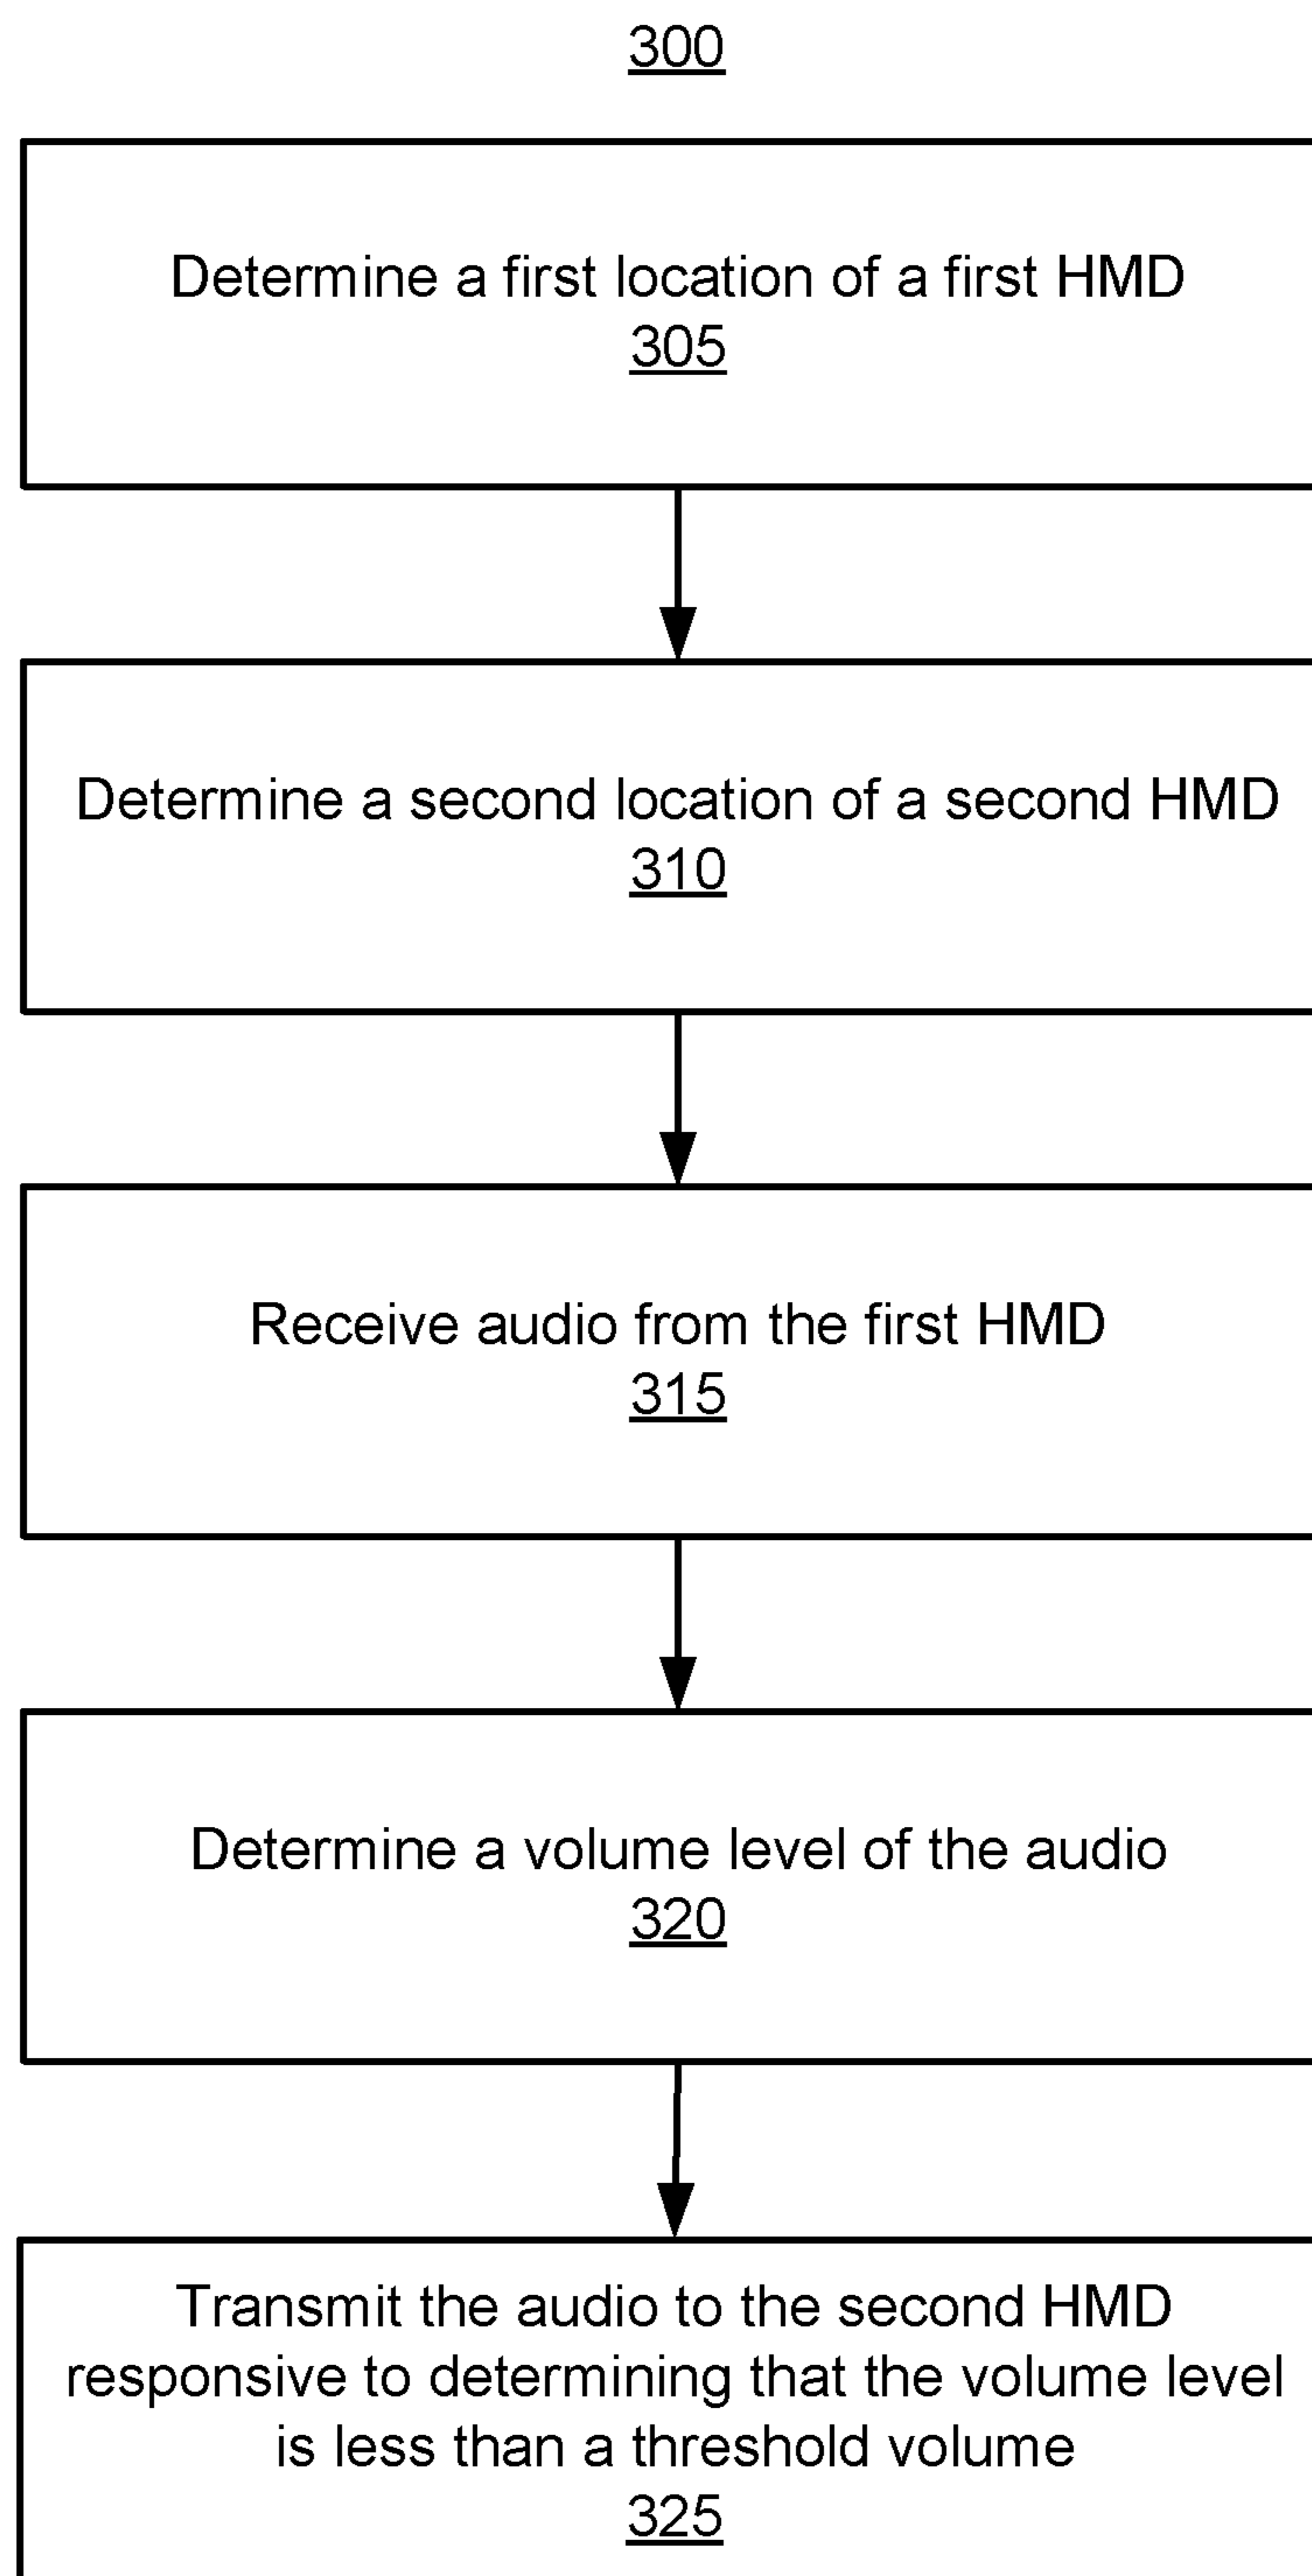 300
Determine a first location of a first HMD
305
Determine a second location of a second HMD
310
Receive audio from the first HMD
315
Determine a volume level of the audio
320
Transmit the audio to the second HMD
responsive to determining that the volume level
is less than a threshold volume
325